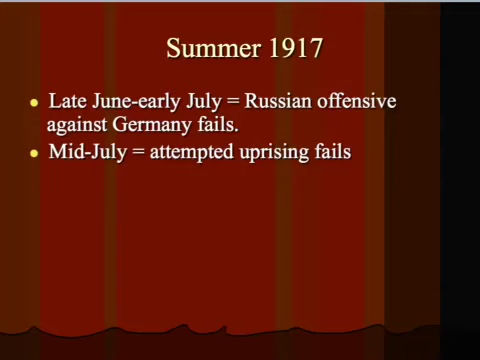 Summer 1917
Late June-early July = Russian offensive
against Germany fails.
Mid-July = attempted uprising fails